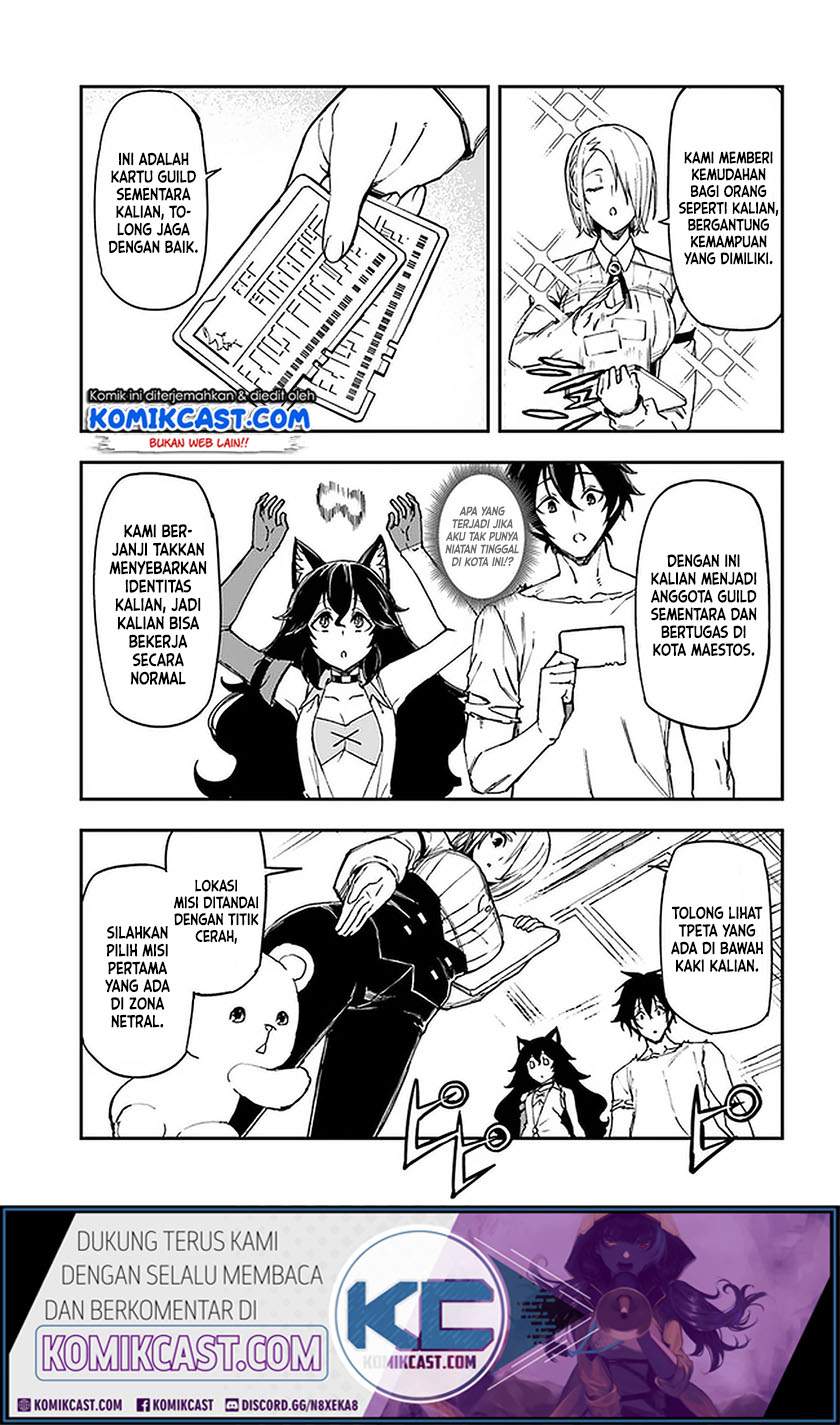 KAMI MEMBERI
KEMUDAHAN
BAGI ORANG
SEPERTI KALIAN,
BERGANTUNG
KEMAMPUAN
YANG DIMILIKI.
INI ADALAH
KARTU GUILD
SEMENTARA
KALIAN, TO-
LONG JAGA
DENGAN BAIK.
Komik ini diterjemahkan & diedit oleh
KOMIKCAST.COM
BUKAN WEB LAIN!!
DENGAN INI
KALIAN MENJADI
ANGGOTA GUILD
SEMENTARA DAN
BERTUGAS DI
KOTA MAESTOS.
APA YANG
TERJADI JIKA
AKU TAK PUNYA
NIATAN TINGGAL
DI KOTA INI!?
KAMI BER-
JANJI TAKKAN
MENYEBARKAN
IDENTITAS
KALIAN, JADI
KALIAN BISA
BEKERJA
SECARA
NORMAL
TOLONG LIHAT
TPETA YANG
ADA DI BAWAH
KAKI KALIAN.
LOKASI
MISI DITANDAI
DENGAN TITIK
CERAH,
SILAHKAN
PILIH MISI
PERTAMA
YANG ADA
DI ZONA
NETRAL.
ピ
ピ
ピ
DUKUNG TERUS KAMI
DENGAN SELALU MEMBACA
DAN BERKOMENTAR DI
KOMIKCAST.COM
KC
KOMIKCAST.COM
KOMIKCAST.COM KOMIKCAST DISCORD.GG/N8XEKA8